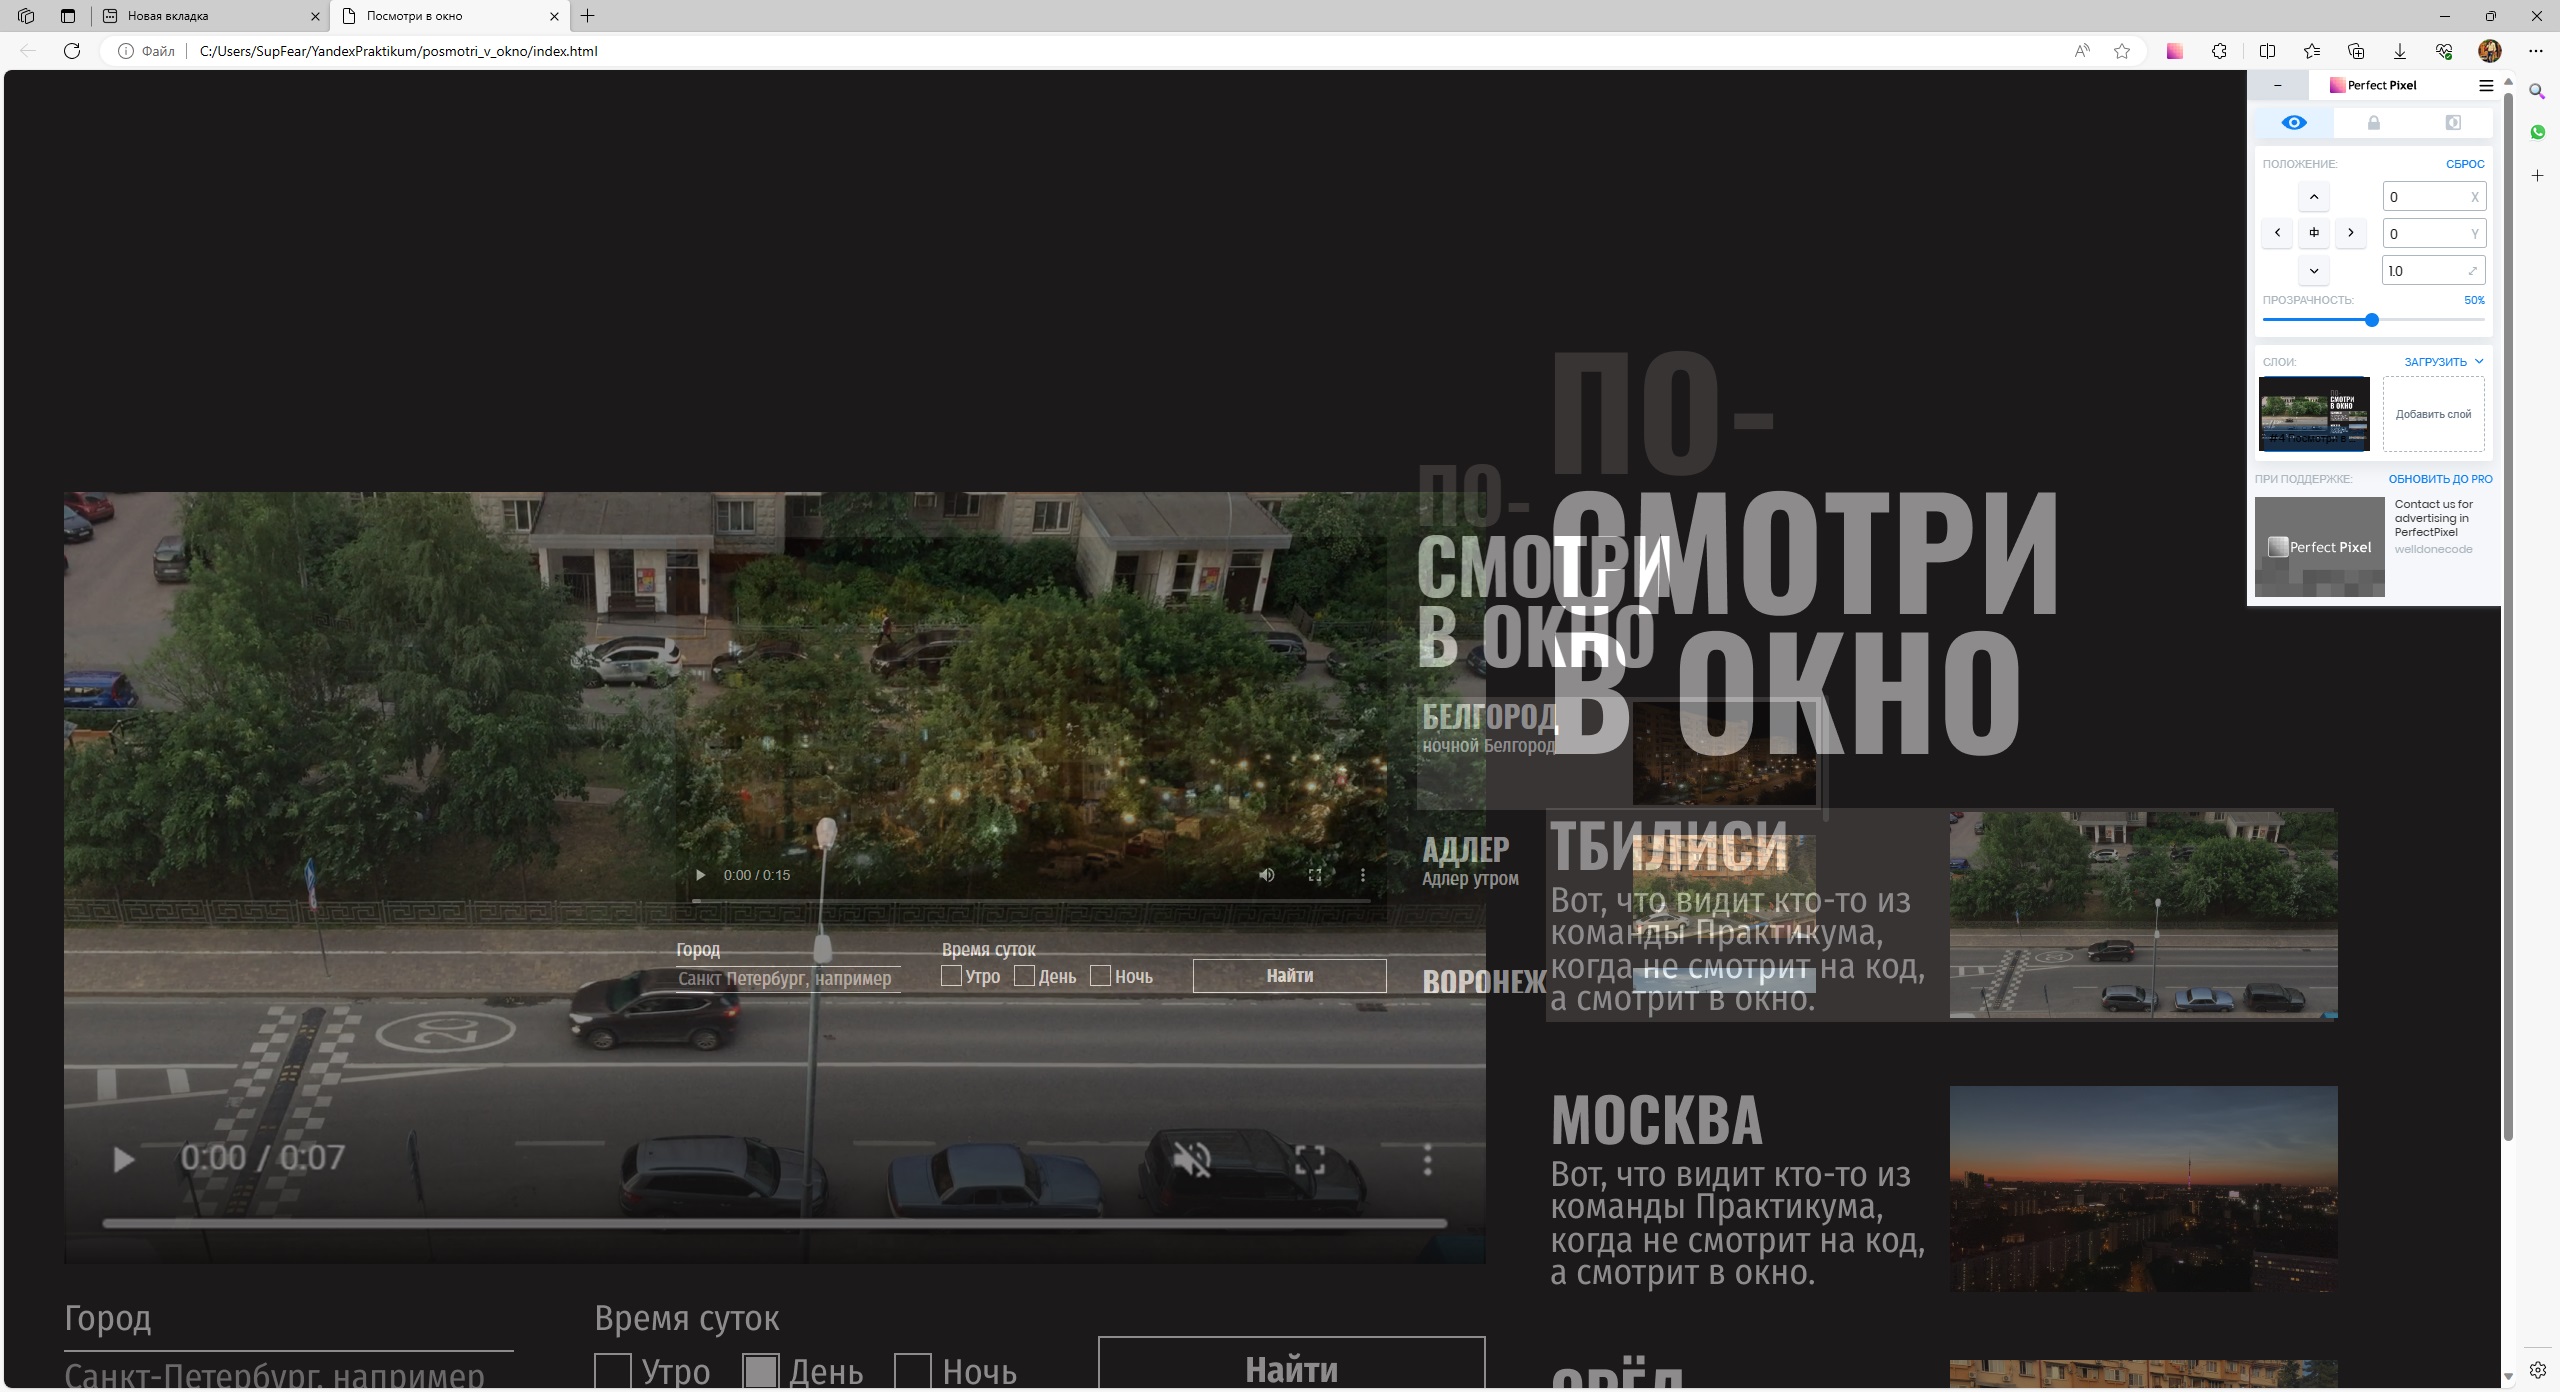 Новая вкладка
Посмотри в окно
Файл
C:/Users/SupFear/YandexPraktikum/posmotri_v_okno/index.html
Perfect Pixel
ПОЛОЖЕНИЕ:
СБРОС
0 X
0 Y
1.0
ПРОЗРАЧНОСТЬ:
50%
СЛОИ:
ЗАГРУЗИТЬ
СМОТРИ
В ОКНО
Добавить слой
ПРИ ПОДДЕРЖКЕ:
ОБНОВИТЬ ДО PRO
Perfect Pixel
Contact us for
advertising in
PerfectPixel
welldonecode
ПО-
СМОТРИ
В ОКНО
ПО-
СМОТРИ
В ОКНО
БЕЛГОРОД
ночной Белгород
АДЛЕР
Адлер утром
ВОРОНЕЖ
0:00 / 0:15
Город
Санкт Петербург, например
Время суток
Утро
День
Ночь
Найти
20
0:00 / 0:07
ТБИЛИСИ
Вот, что видит кто-то из
команды Практикума,
когда не смотрит на код,
а смотрит в окно.
МОСКВА
Вот, что видит кто-то из
команды Практикума,
когда не смотрит на код,
а смотрит в окно.
ОРЁЛ
Город
Санкт-Петербург, например
Время суток
Утро
День
Ночь
Найти